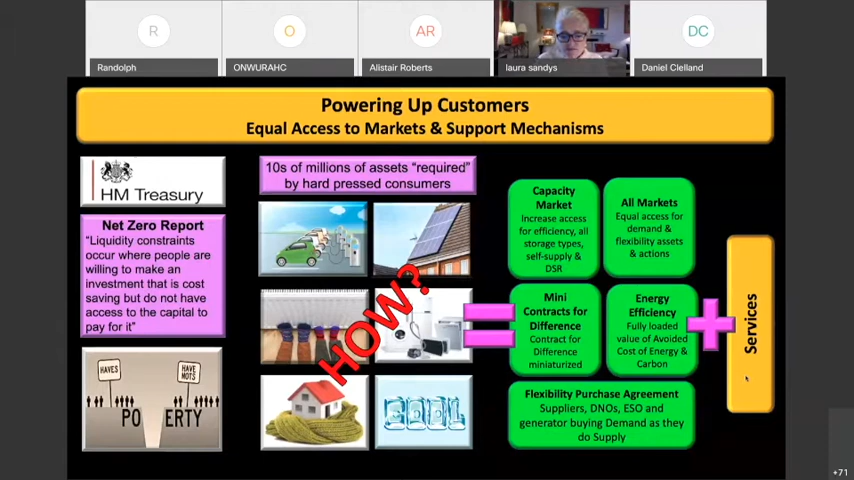 R
O
AR
DC
Randolph
ONWURAHC
Alistair Roberts
laura sandys
Daniel Clelland
Powering Up Customers
Equal Access to Markets & Support Mechanisms
HM Treasury
Net Zero Report
“Liquidity constraints
occur where people are
willing to make an
investment that is cost
saving but do not have
access to the capital to
pay for it”
HAVES
HAVE
NOTS
PO ERTY
10s of millions of assets “required”
by hard pressed consumers
HOW?
COOL
Capacity
Market
Increase access
for efficiency, all
storage types,
self-supply &
DSR
All Markets
Equal access for
demand &
flexibility assets
& actions
Mini
Contracts for
Difference
Contract for
Difference
miniaturized
Energy
Efficiency
Fully loaded
value of Avoided
Cost of Energy &
Carbon
Flexibility Purchase Agreement
Suppliers, DNOs, ESO and
generator buying Demand as they
do Supply
Services
+71